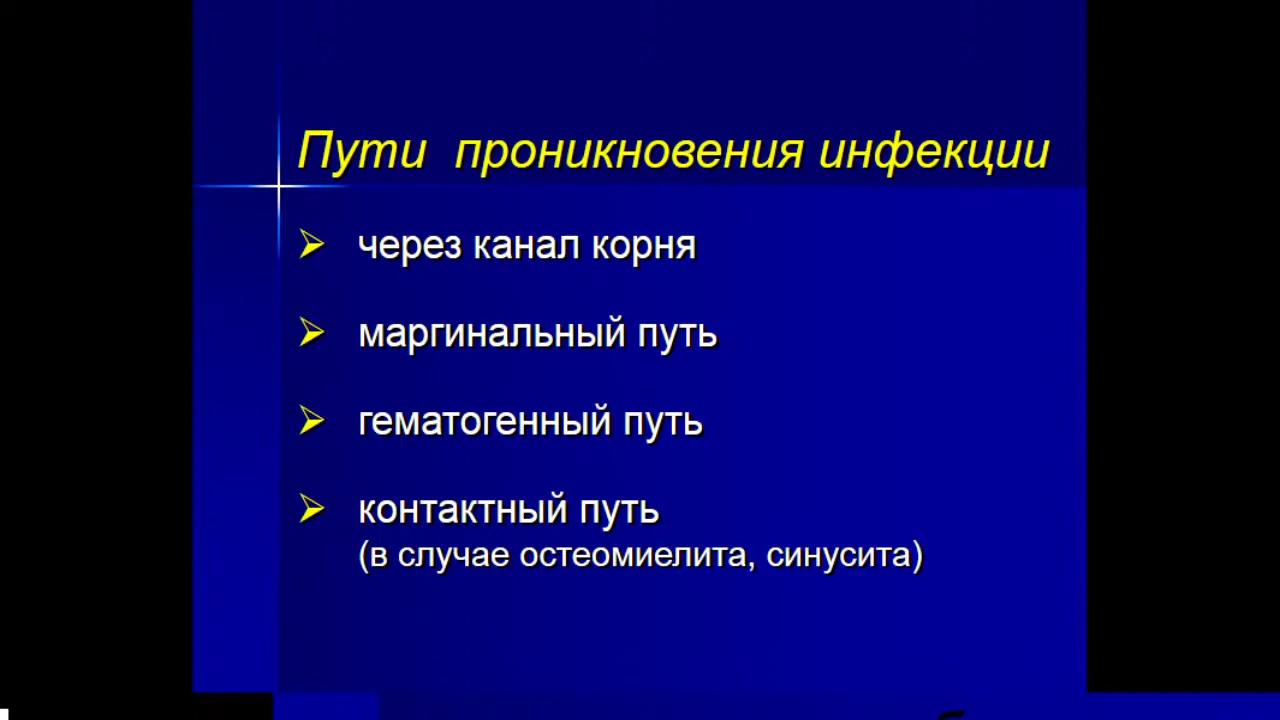 Пути проникновения инфекции
через канал корня
маргинальный путь
гематогенный путь
контактный путь
(в случае остеомиелита, синусита)